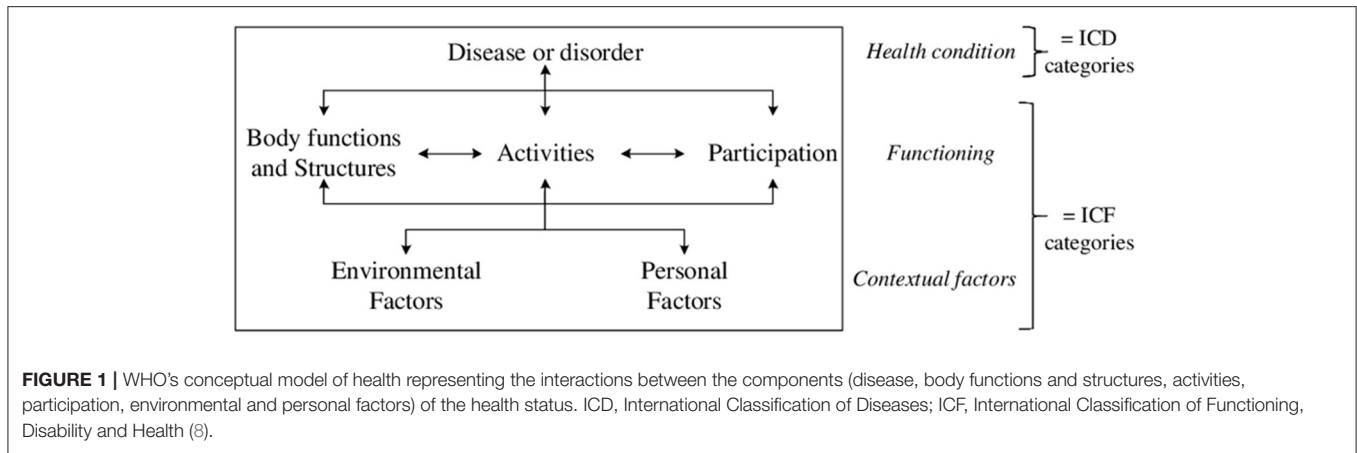 Disease or disorder
Health condition
= ICD
categories
Body functions
and Structures
Activities
Participation
Functioning
= ICF
categories
Environmental
Factors
Personal
Factors
Contextual factors
FIGURE 1 | WHO's conceptual model of health representing the interactions between the components (disease, body functions and structures, activities,
participation, environmental and personal factors) of the health status. ICD, International Classification of Diseases; ICF, International Classification of Functioning,
Disability and Health (8).